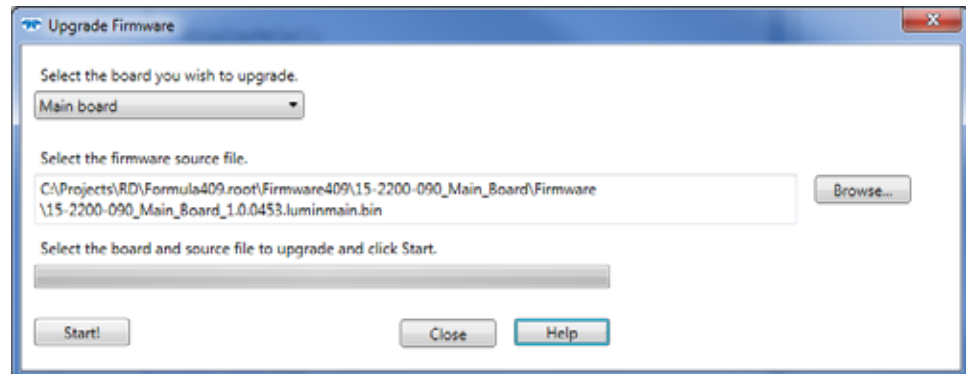 Upgrade Firmware
Select the board you wish to upgrade.
Main board
Select the firmware source file.
C:\Projects\RD\Formula409.root\Firmware409\15-2200-090_Main_Board\Firmware
\15-2200-090_Main_Board_1.0.0453.luminmain.bin
Browse...
Select the board and source file to upgrade and click Start.
Start!
Close
Help